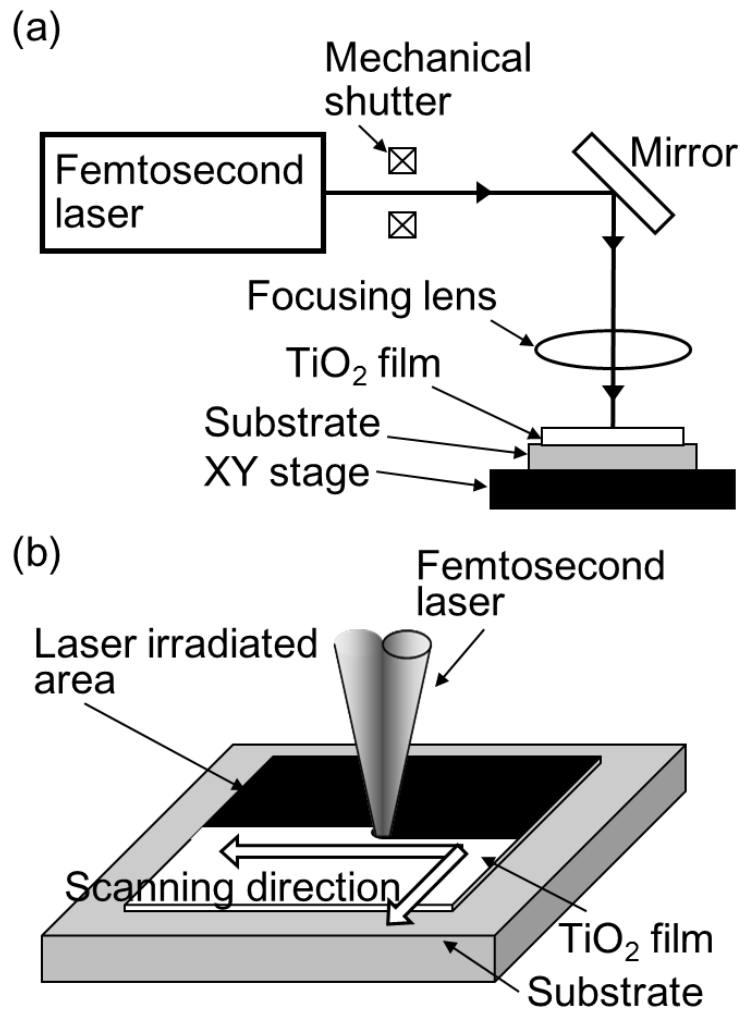 (a)
Mechanical
shutter
Femtosecond
laser
Mirror
Focusing lens
TiO₂ film
Substrate
XY stage
(b)
Femtosecond
laser
Laser irradiated
area
Scanning direction
TiO₂ film
Substrate